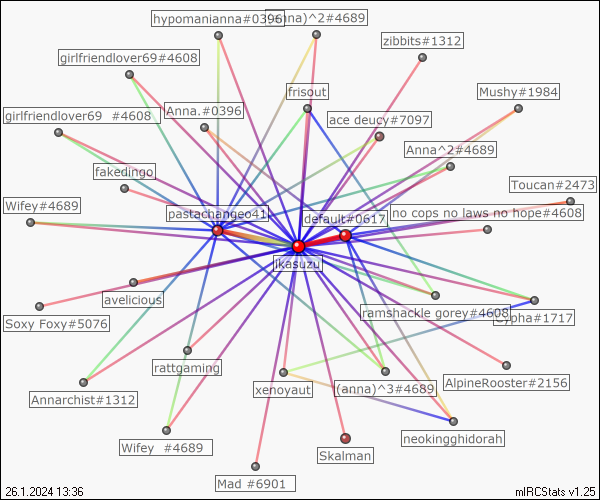 hypomanianna#0396
(anna)^2#4689
zibbits#1312
girlfriendlover69#4608
frisout
Mushy#1984
girlfriendlover69 #4608
Anna.#0396
ace deucy#7097
Anna^2#4689
fakedingo
Toucan#2473
Wifey#4689
pastachangeo41
default#0617
no cops no laws no hope#4608
jkasuzu
avelicious
ramshackle gorey#4608
Soxy Foxy#5076
Cypha#1717
rattgaming
AlpineRooster#2156
Annarchist#1312
xenoyaut
(anna)^3#4689
Wifey #4689
neokingghidorah
Skalman
Mad #6901
26.1.2024 13:36
mIRCStats v1.25